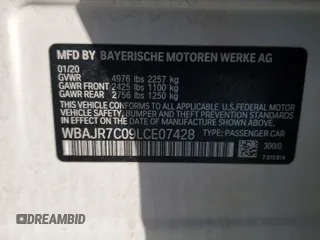 MFD BY BAYERISCHE MOTOREN WERKE AG
01/20
GVWR 4976 lbs 2257 kg
GAWR FRONT 2425 lbs 1100 kg
GAWR REAR 2756 lbs 1250 kg
THIS VEHICLE CONFORMS TO ALL APPLICABLE U.S. FEDERAL MOTOR
VEHICLE SAFETY, BUMPER, AND THEFT PREVENTION STANDARDS IN
EFFECT ON THE DATE OF MANUFACTURE SHOWN ABOVE.
WBAJR7C09LCE07428 TYPE: PASSENGER CAR
300/0
© DREAMBID